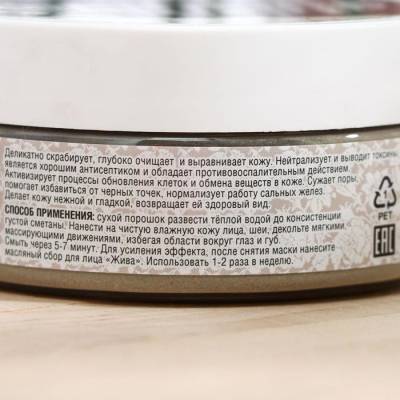 Деликатно скрабирует, глубоко очищает и выравнивает кожу. Нейтрализует и выводит токсины,
является хорошим антисептиком и обладает противовоспалительным действием.
Активизирует процессы обновления клеток и обмена веществ в коже. Сужает поры,
помогает избавиться от черных точек, нормализует работу сальных желез.
Делает кожу нежной и гладкой, возвращает ей здоровый вид.
СПОСОБ ПРИМЕНЕНИЯ: сухой порошок развести тёплой водой до консистенции
густой сметаны. Нанести на чистую влажную кожу лица, шеи, декольте мягкими
массирующими движениями, избегая области вокруг глаз и губ.
Смыть через 5-7 минут. Для усиления эффекта, после снятия маски нанесите
масляный сбор для лица «Жива». Использовать 1-2 раза в неделю.
PET
EAC